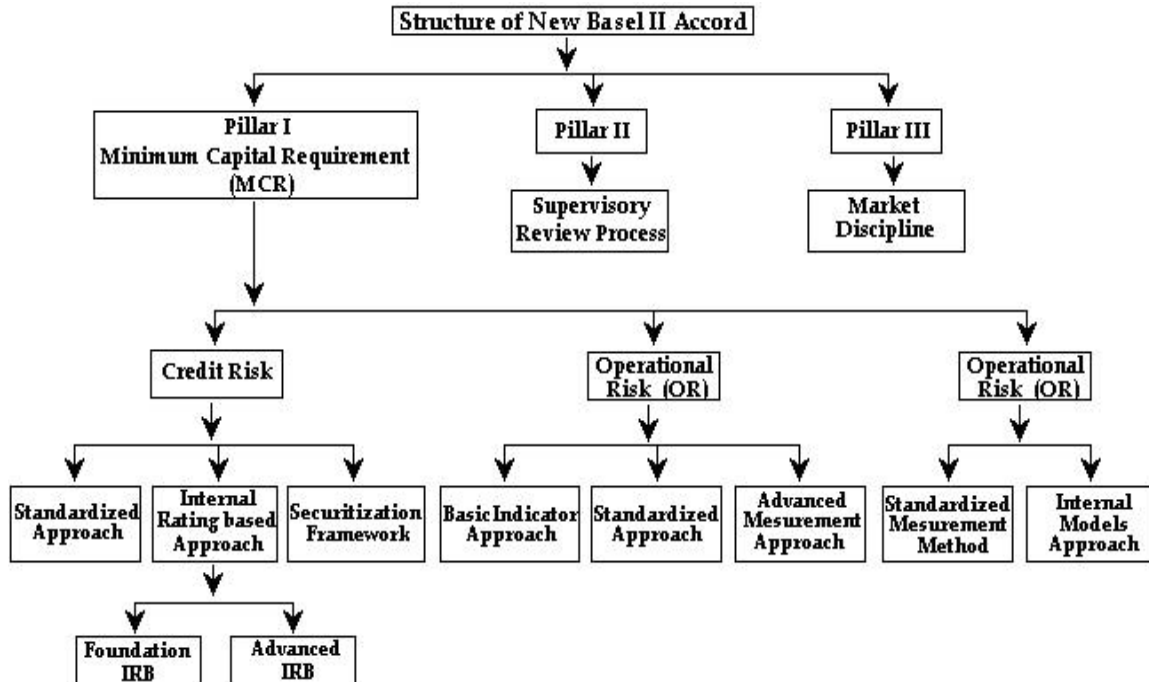 Structure of New Basel II Accord
Pillar I
Minimum Capital Requirement
(MCR)
Pillar II
Pillar III
Supervisory
Review Process
Market
Discipline
Credit Risk
Operational
Risk (OR)
Operational
Risk (OR)
Standardized
Approach
Internal
Rating based
Approach
Securitization
Framework
Basic Indicator
Approach
Standardized
Approach
Advanced
Mesurement
Approach
Standardized
Mesurement
Method
Internal
Models
Approach
Foundation
IRB
Advanced
IRB